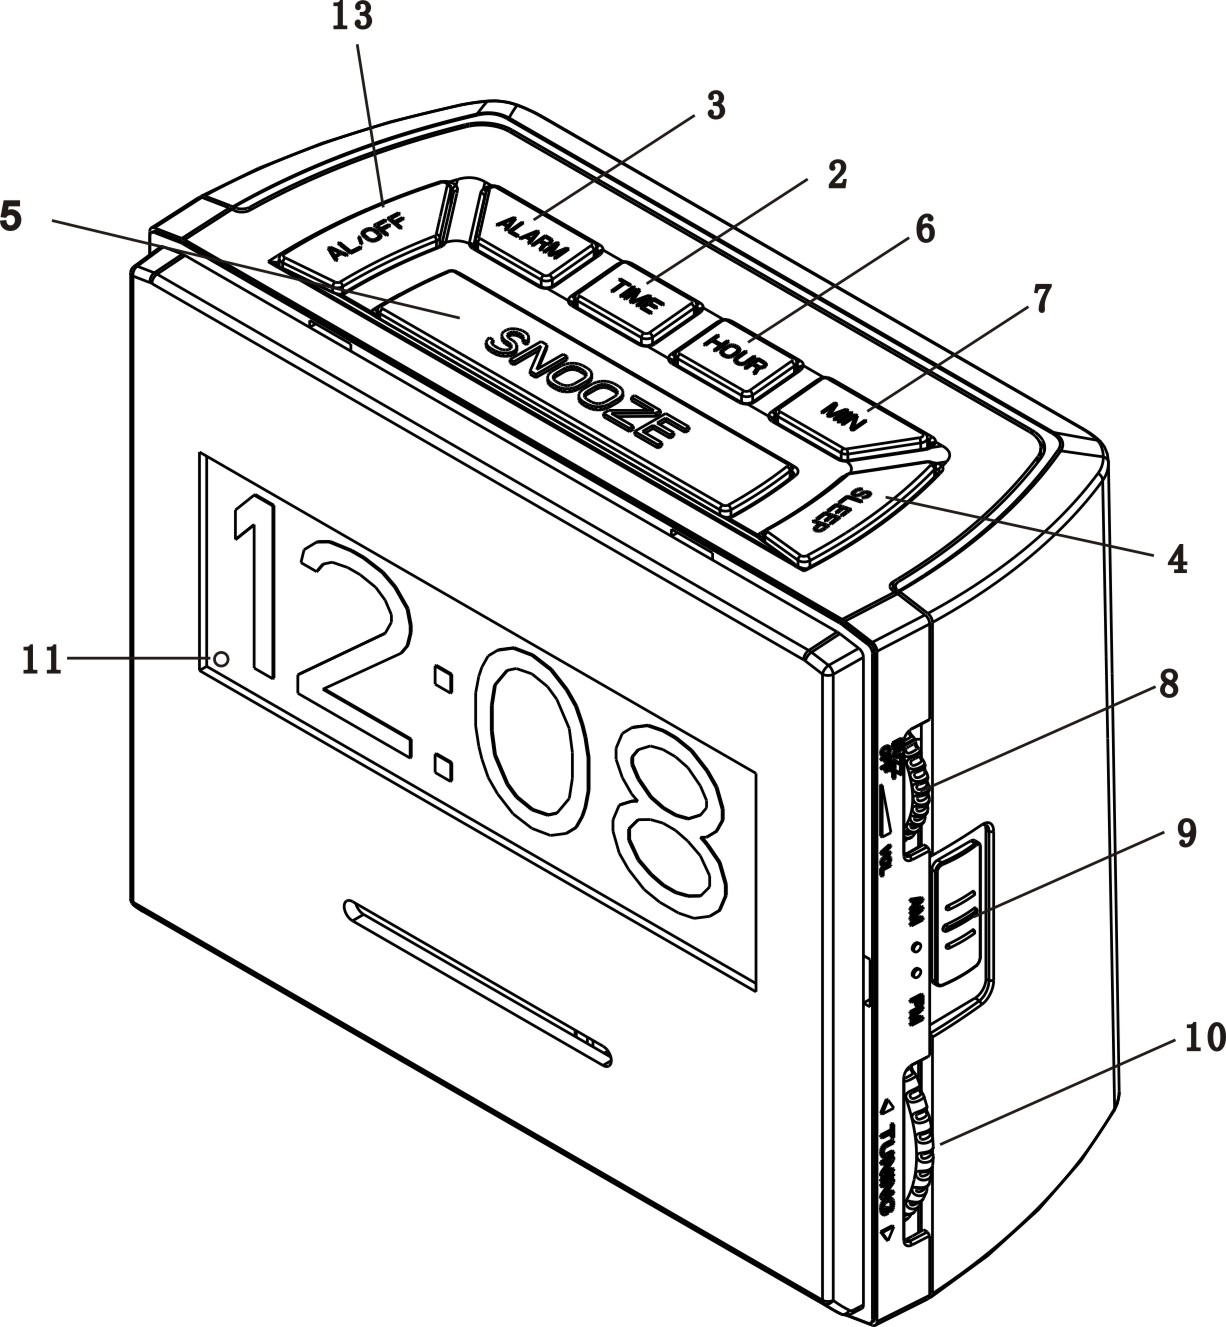 13
3
2
5
6
7
AL/OFF
ALARM
TIME
HOUR
MIN
SNOOZE
SLEEP
4
12:08
11
8
OFF
VOL
9
AM
FM
10
TUNING